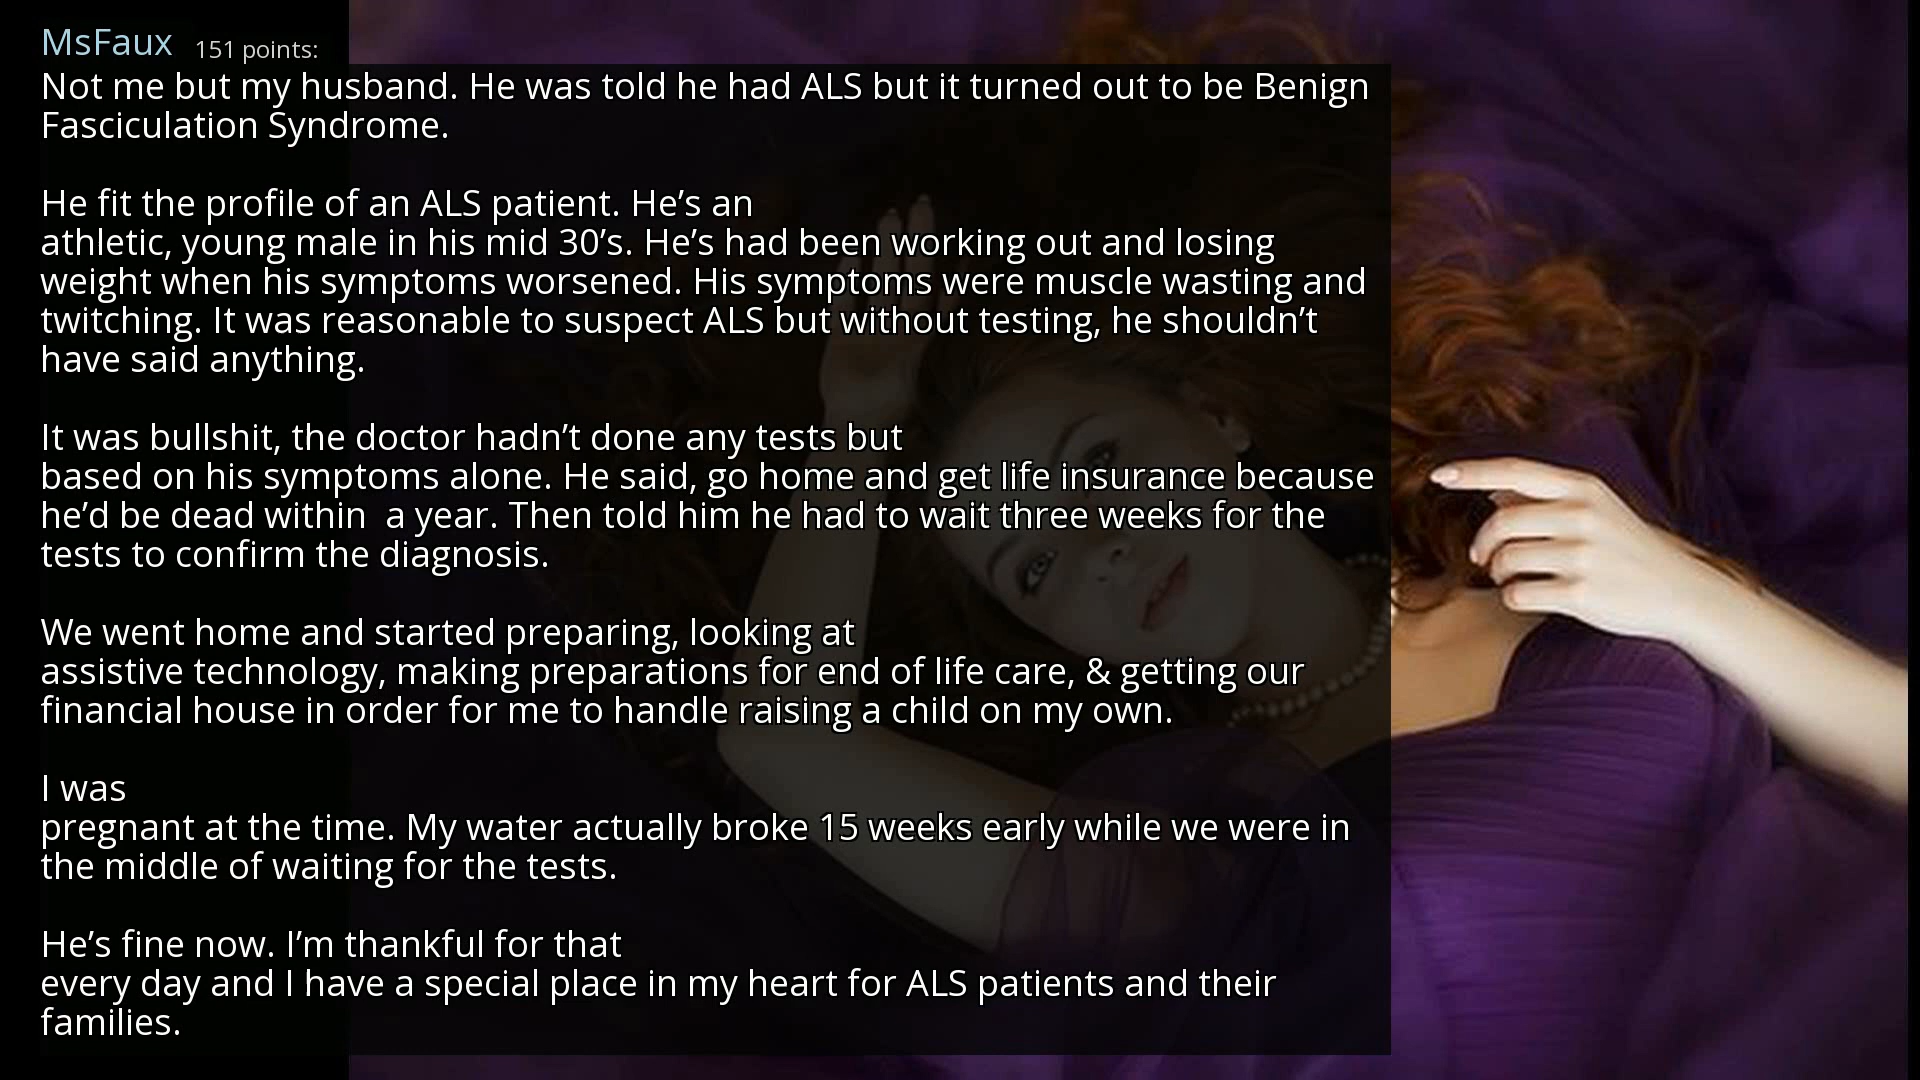 MsFaux 151 points:
Not me but my husband. He was told he had ALS but it turned out to be Benign
Fasciculation Syndrome.
He fit the profile of an ALS patient. He’s an
athletic, young male in his mid 30’s. He’s had been working out and losing
weight when his symptoms worsened. His symptoms were muscle wasting and
twitching. It was reasonable to suspect ALS but without testing, he shouldn’t
have said anything.
It was bullshit, the doctor hadn’t done any tests but
based on his symptoms alone. He said, go home and get life insurance because
he’d be dead within  a year. Then told him he had to wait three weeks for the
tests to confirm the diagnosis.
We went home and started preparing, looking at
assistive technology, making preparations for end of life care, & getting our
financial house in order for me to handle raising a child on my own.
I was
pregnant at the time. My water actually broke 15 weeks early while we were in
the middle of waiting for the tests.
He’s fine now. I’m thankful for that
every day and I have a special place in my heart for ALS patients and their
families.